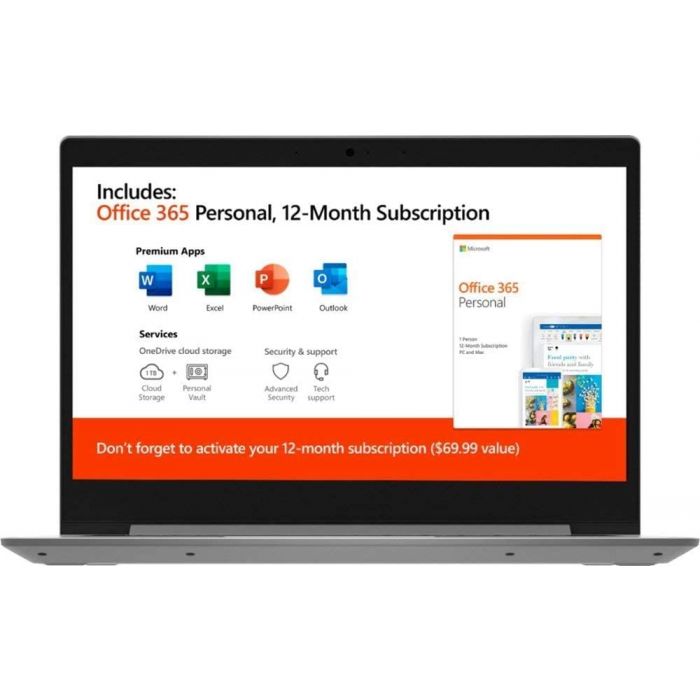 Includes:
Office 365 Personal, 12-Month Subscription
Premium Apps
W
X
P
O
Word
Excel
PowerPoint
Outlook
Services
OneDrive cloud storage
1TB
+
Cloud
Storage
Personal
Vault
Security & support
Advanced
Security
Tech
support
Microsoft
Office 365
Personal
1 Person
12-Month Subscription
PC and Mac
Food party with
friends and family
Don't forget to activate your 12-month subscription ($69.99 value)